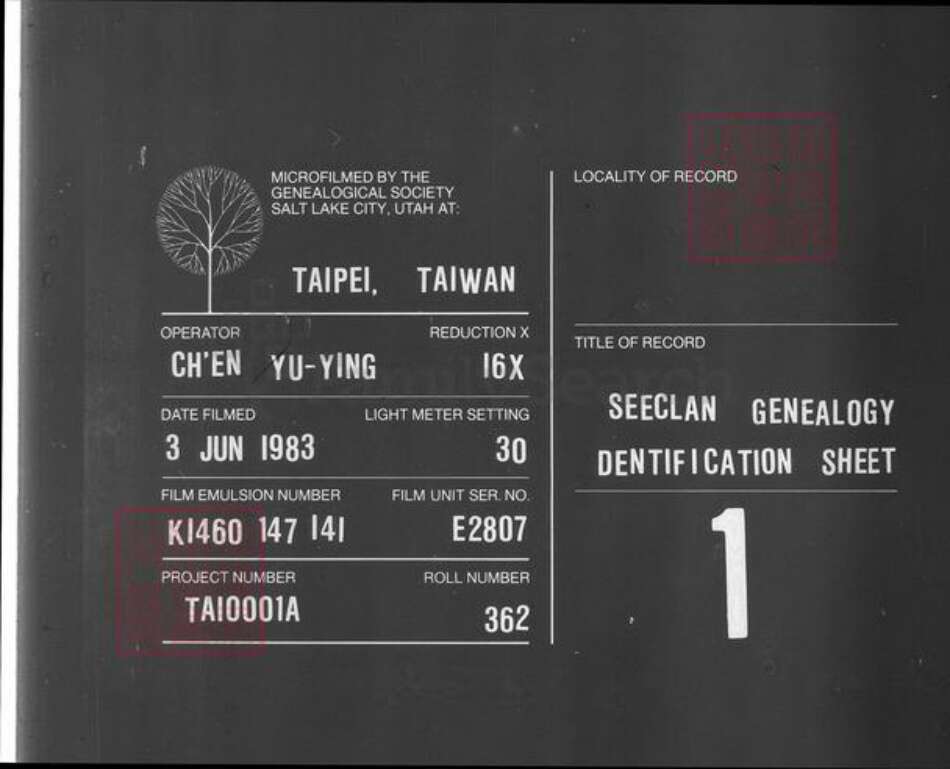 MICROFILMED BY THE
GENEALOGICAL SOCIETY
SALT LAKE CITY, UTAH AT:
TAIPEI, TAIWAN
OPERATOR REDUCTION X
CH'EN YU-YING 16X
DATE FILMED LIGHT METER SETTING
3 JUN 1983 30
FILM EMULSION NUMBER FILM UNIT SER. NO.
K1460 147 141 E2807
PROJECT NUMBER ROLL NUMBER
TAI0001A 362
LOCALITY OF RECORD
TITLE OF RECORD
SEECLAN GENEALOGY
DENTIFICATION SHEET
1